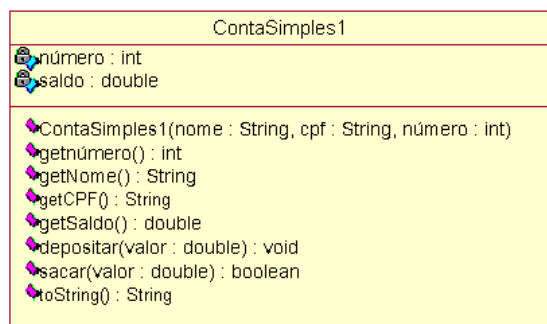 ContaSimples1
número : int
saldo : double
ContaSimples1(nome : String, cpf : String, número : int)
getnúmero() : int
getNome() : String
getCPF() : String
getSaldo() : double
depositar(valor : double) : void
sacar(valor : double) : boolean
toString() : String